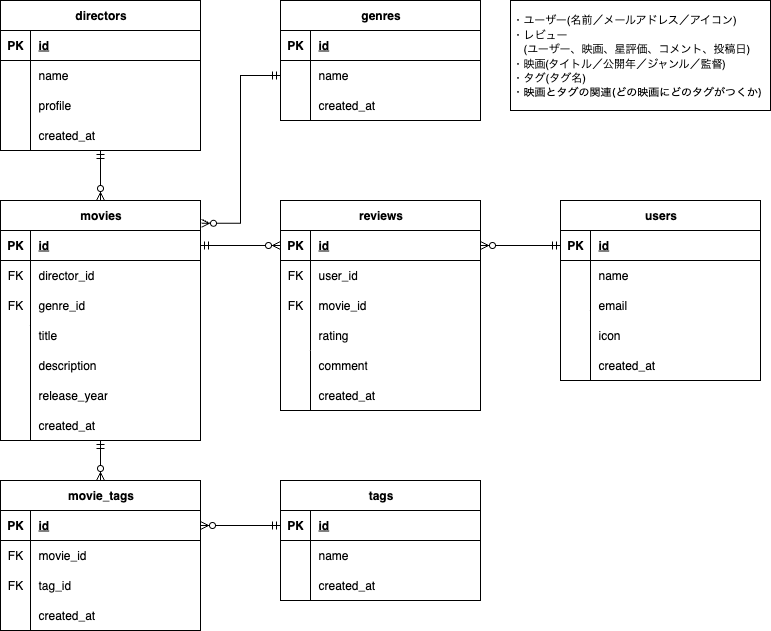 directors
PK id
name
profile
created_at
genres
PK id
name
created_at
・ユーザー(名前／メールアドレス／アイコン)
・レビュー
(ユーザー、映画、星評価、コメント、投稿日)
・映画(タイトル／公開年／ジャンル／監督)
・タグ(タグ名)
・映画とタグの関連(どの映画にどのタグがつくか)
movies
PK id
FK director_id
FK genre_id
title
description
release_year
created_at
reviews
PK id
FK user_id
FK movie_id
rating
comment
created_at
users
PK id
name
email
icon
created_at
movie_tags
PK id
FK movie_id
FK tag_id
created_at
tags
PK id
name
created_at